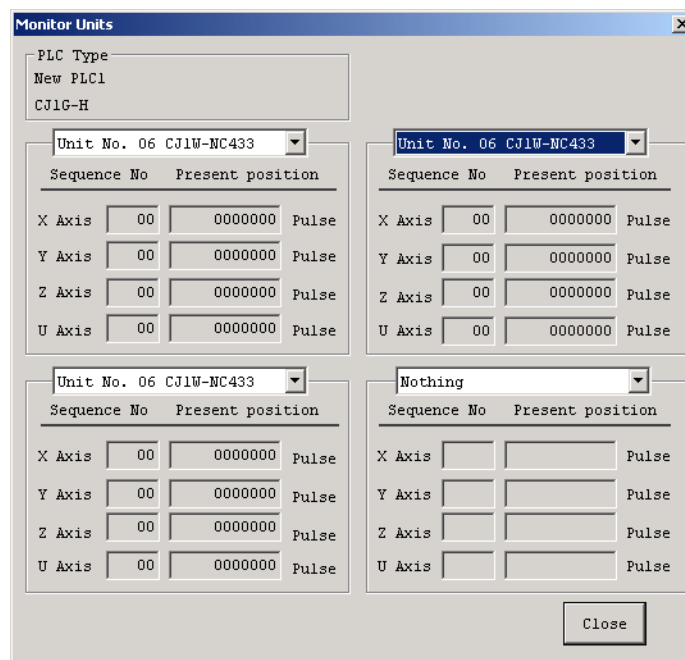 Monitor Units
PLC Type
New PLC1
CJ1G-H
Unit No. 06 CJ1W-NC433
Sequence No Present position
X Axis 00 0000000 Pulse
Y Axis 00 0000000 Pulse
Z Axis 00 0000000 Pulse
U Axis 00 0000000 Pulse
Unit No. 06 CJ1W-NC433
Sequence No Present position
X Axis 00 0000000 Pulse
Y Axis 00 0000000 Pulse
Z Axis 00 0000000 Pulse
U Axis 00 0000000 Pulse
Unit No. 06 CJ1W-NC433
Sequence No Present position
X Axis 00 0000000 Pulse
Y Axis 00 0000000 Pulse
Z Axis 00 0000000 Pulse
U Axis 00 0000000 Pulse
Nothing
Sequence No Present position
X Axis Pulse
Y Axis Pulse
Z Axis Pulse
U Axis Pulse
Close